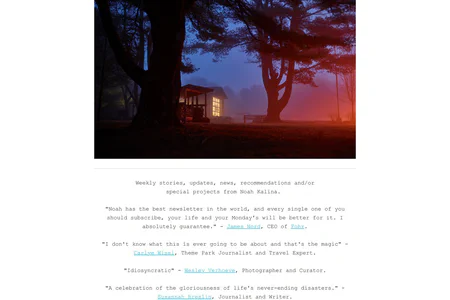 Weekly stories, updates, news, recommendations and/or
special projects from Noah Kalina.
"Noah has the best newsletter in the world, and every single one of you
should subscribe, your life and your Monday's will be better for it. I
absolutely guarantee." - James Ward, CEO of
"I don't know what this is ever going to be about and that's the magic" -
Carlye Wisel, Theme Park Journalist and Travel Expert.
"Idiosyncratic" - Wesley Verhoeve, Photographer and Curator.
"A celebration of the gloriousness of life's never-ending disasters." -
Susannah Breslin, Journalist and Writer.